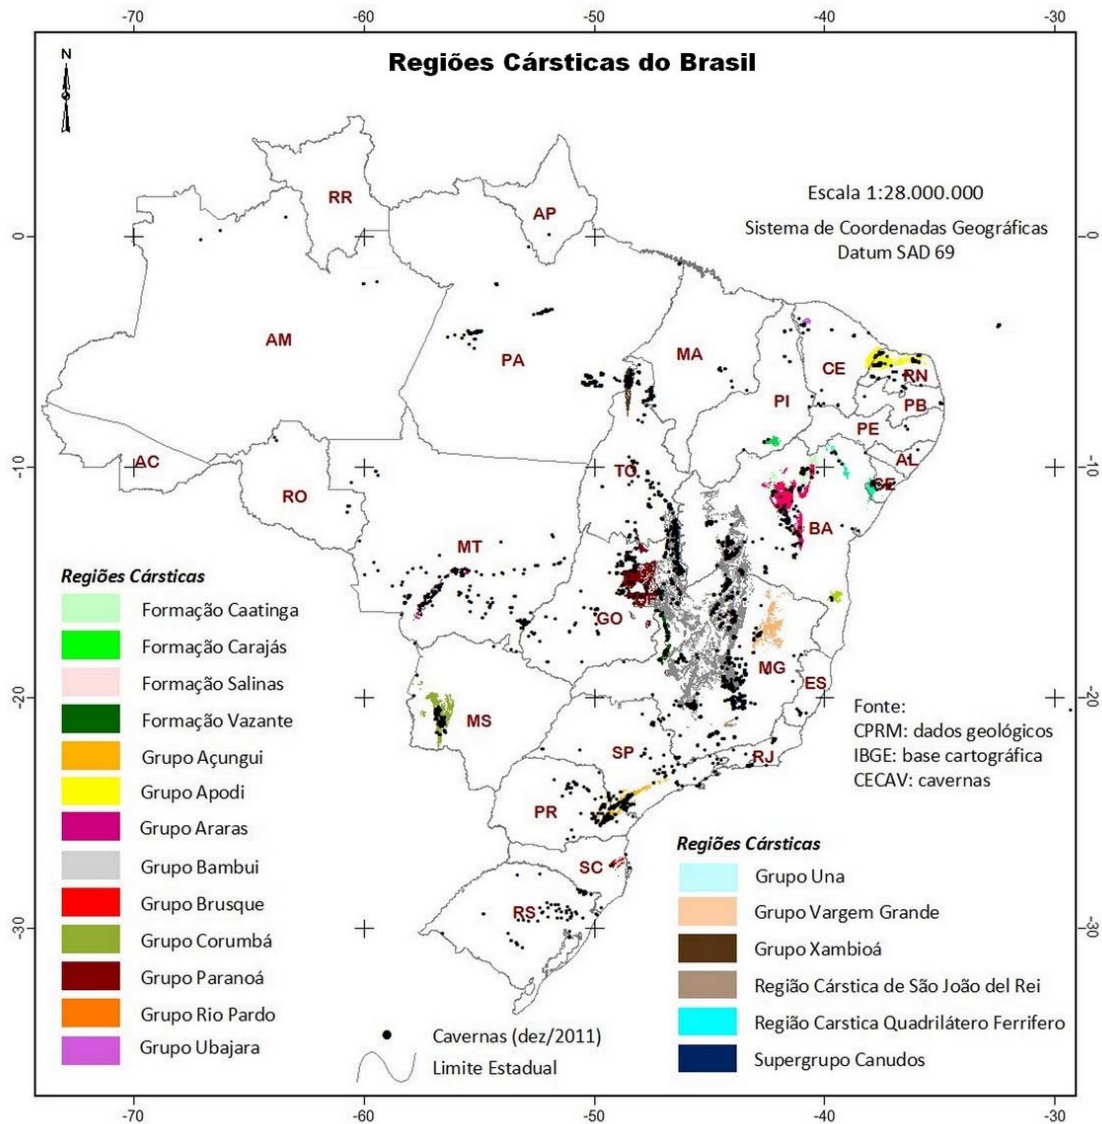 -70 -60 -50 -40 -30
Regiões Cársticas do Brasil
N
Escala 1:28.000.000
Sistema de Coordenadas Geográficas
Datum SAD 69
0 0
-10 -10
-20 -20
-30 -30
RR
AP
AM
PA
MA
CE
RN
PB
PI
PE
AL
SE
AC
RO
TO
BA
MT
DF
GO
MG
ES
MS
SP
RJ
PR
SC
RS
Fonte:
CPRM: dados geológicos
IBGE: base cartográfica
CECAV: cavernas
Regiões Cársticas
Formação Caatinga
Formação Carajás
Formação Salinas
Formação Vazante
Grupo Açungui
Grupo Apodi
Grupo Araras
Grupo Bambui
Grupo Brusque
Grupo Corumbá
Grupo Paranoá
Grupo Rio Pardo
Grupo Ubajara
Cavernas (dez/2011)
Limite Estadual
Regiões Cársticas
Grupo Una
Grupo Vargem Grande
Grupo Xambioá
Região Cárstica de São João del Rei
Região Carstica Quadrilátero Ferrifero
Supergrupo Canudos
-70 -60 -50 -40 -30